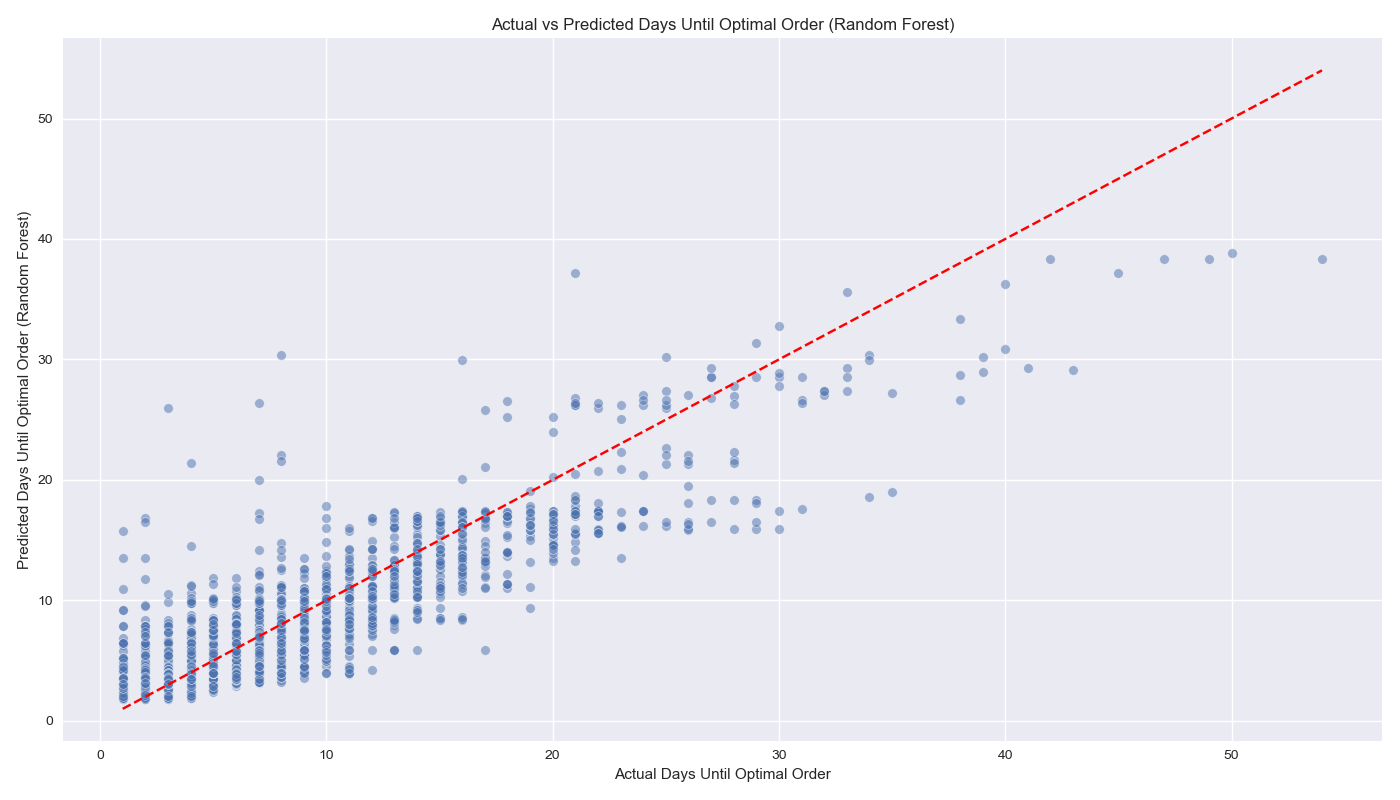 Actual vs Predicted Days Until Optimal Order (Random Forest)
Predicted Days Until Optimal Order (Random Forest)
50
40
30
20
10
0
0 10 20 30 40 50
Actual Days Until Optimal Order